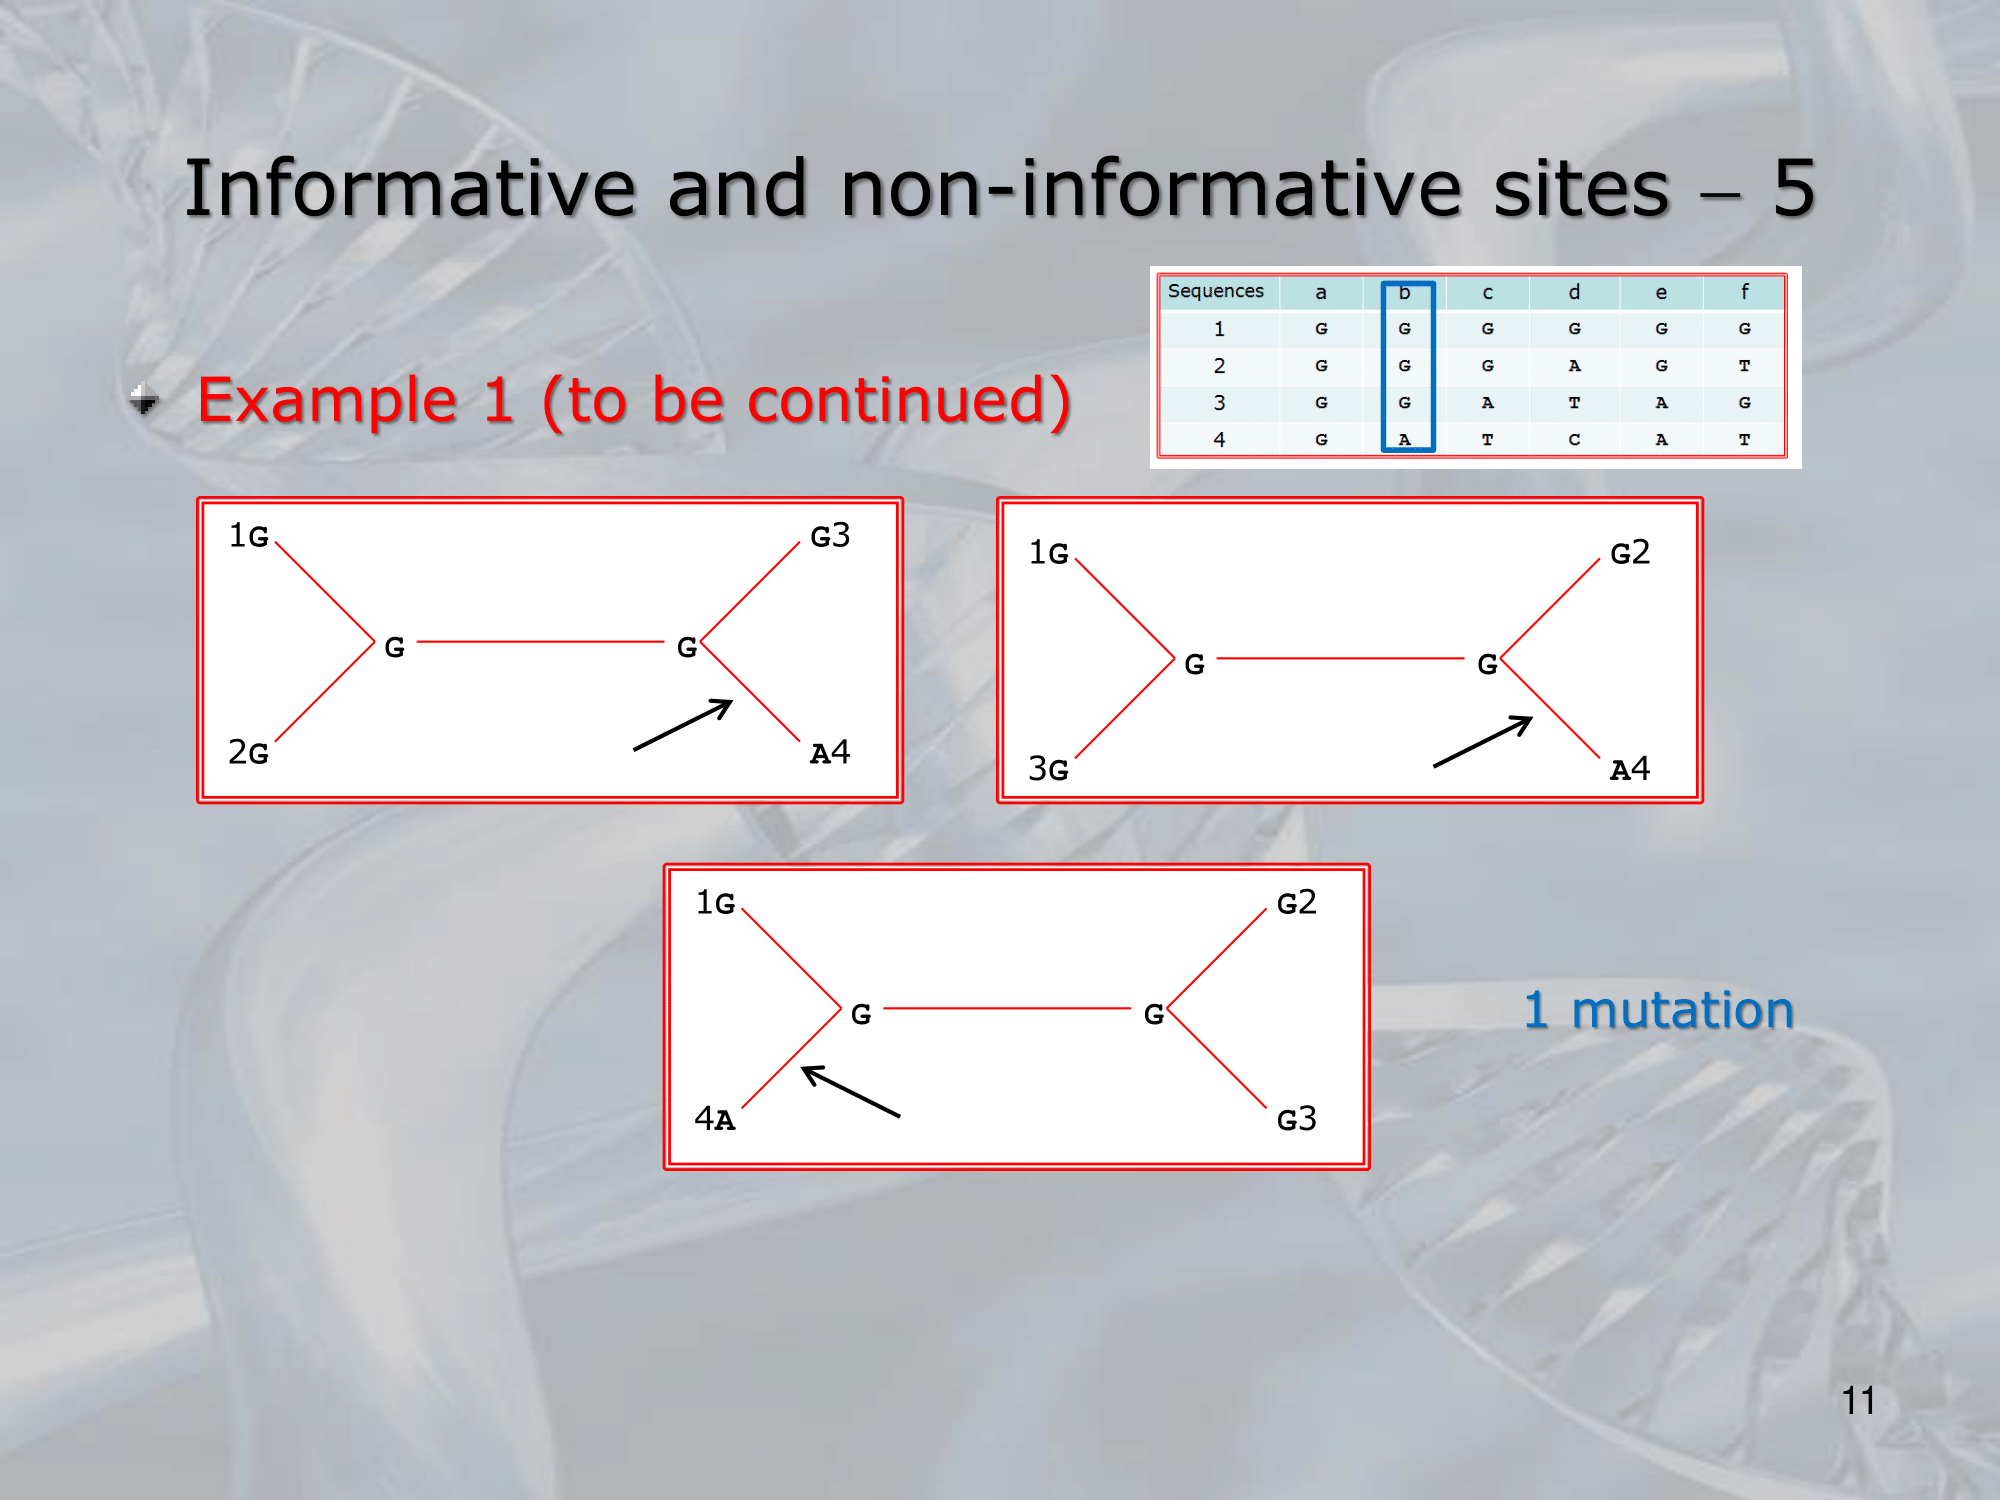 Informative and non-informative sites – 5
Sequences a b c d e f
1 G G G G G G
2 G G G A G T
3 G G A T A G
4 G A T C A T
Example 1 (to be continued)
1G G3
G G
2G A4
1G G2
G G
3G A4
1G G2
G G
4A G3
1 mutation
11